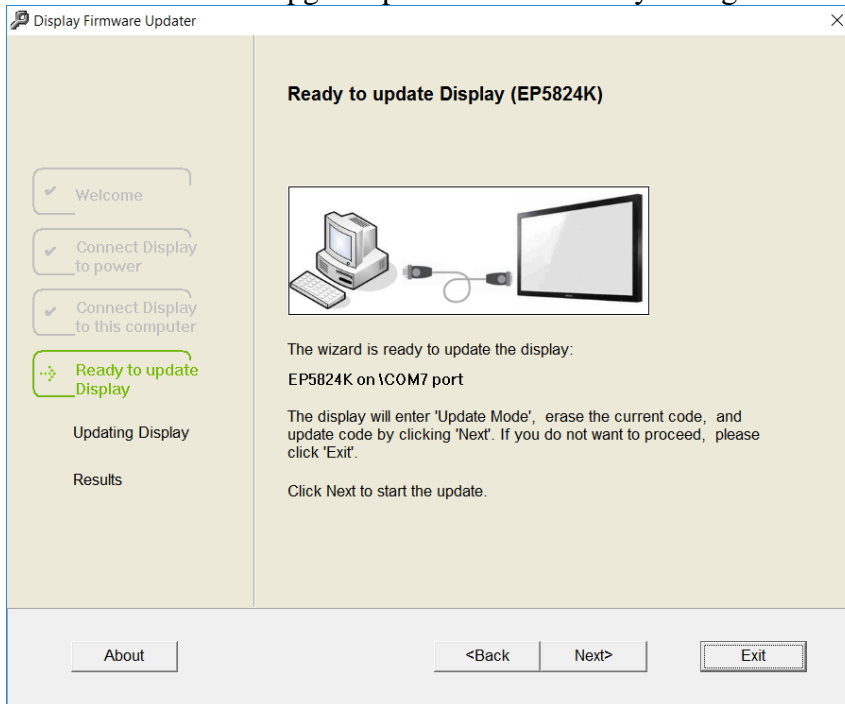 Display Firmware Updater
Ready to update Display (EP5824K)
Welcome
Connect Display
to power
Connect Display
to this computer
Ready to update
Display
Updating Display
Results
The wizard is ready to update the display:
EP5824K on \COM7 port
The display will enter 'Update Mode', erase the current code, and
update code by clicking 'Next'. If you do not want to proceed, please
click 'Exit'.
Click Next to start the update.
About
<Back
Next>
Exit